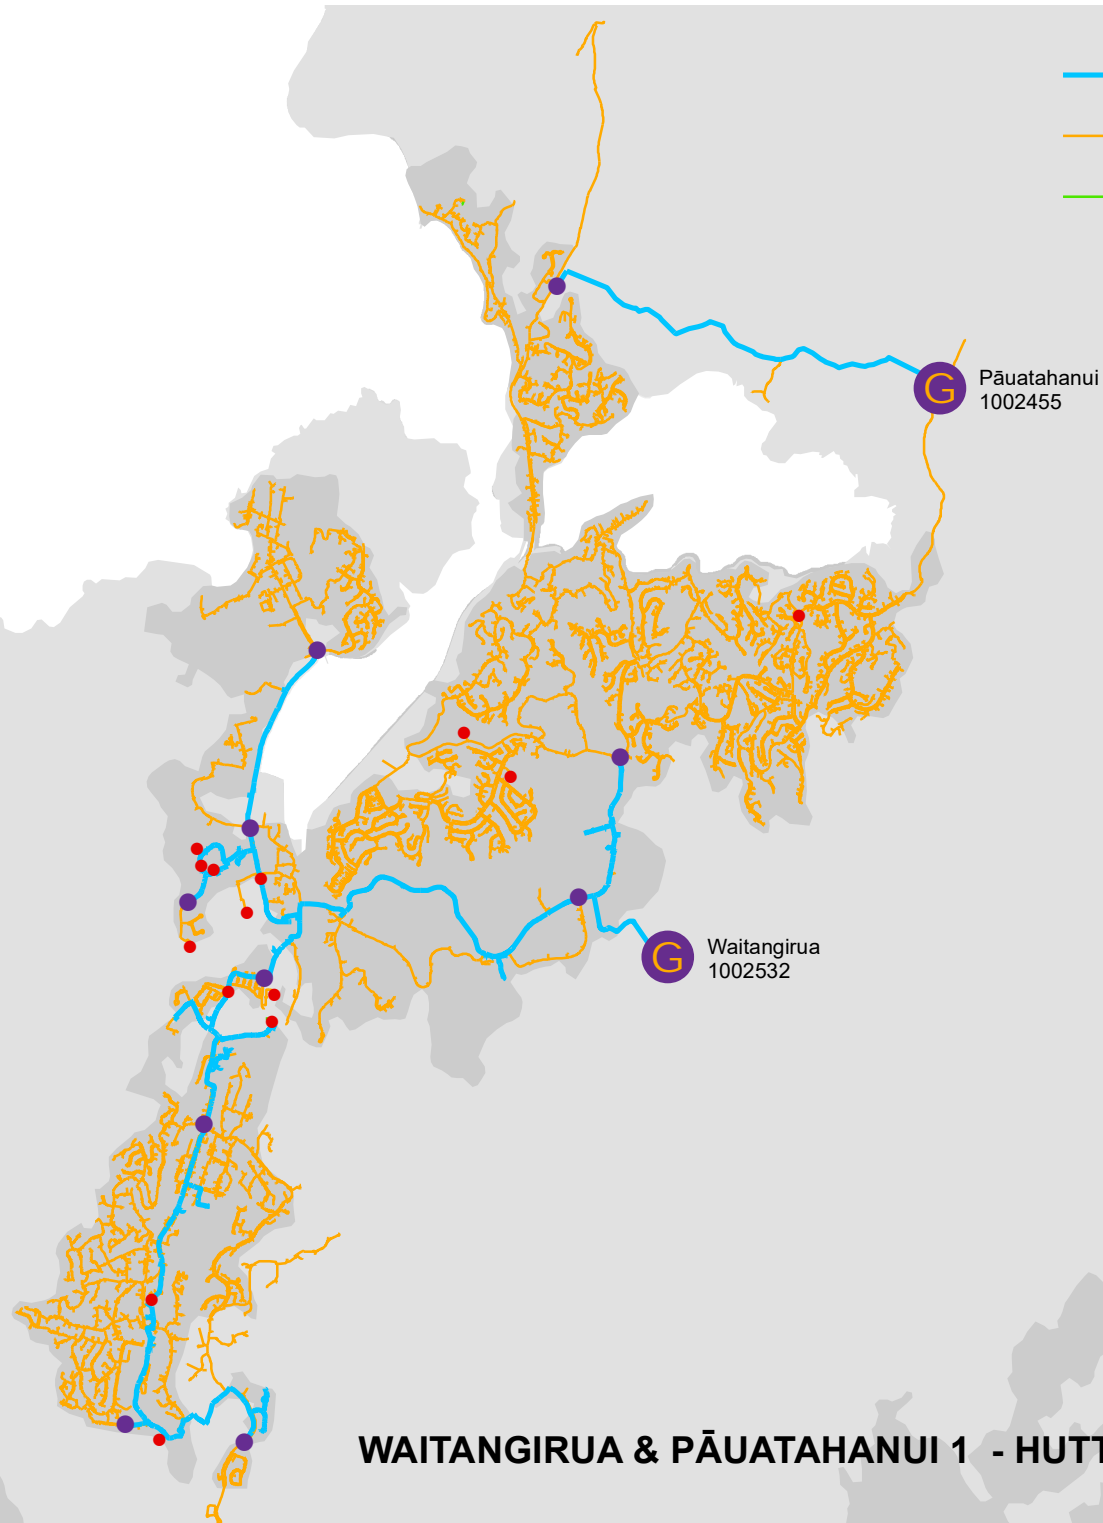 G
Pāuatahanui
1002455
G
Waitangirua
1002532
WAITANGIRUA & PĀUATAHANUI 1 - HUTT